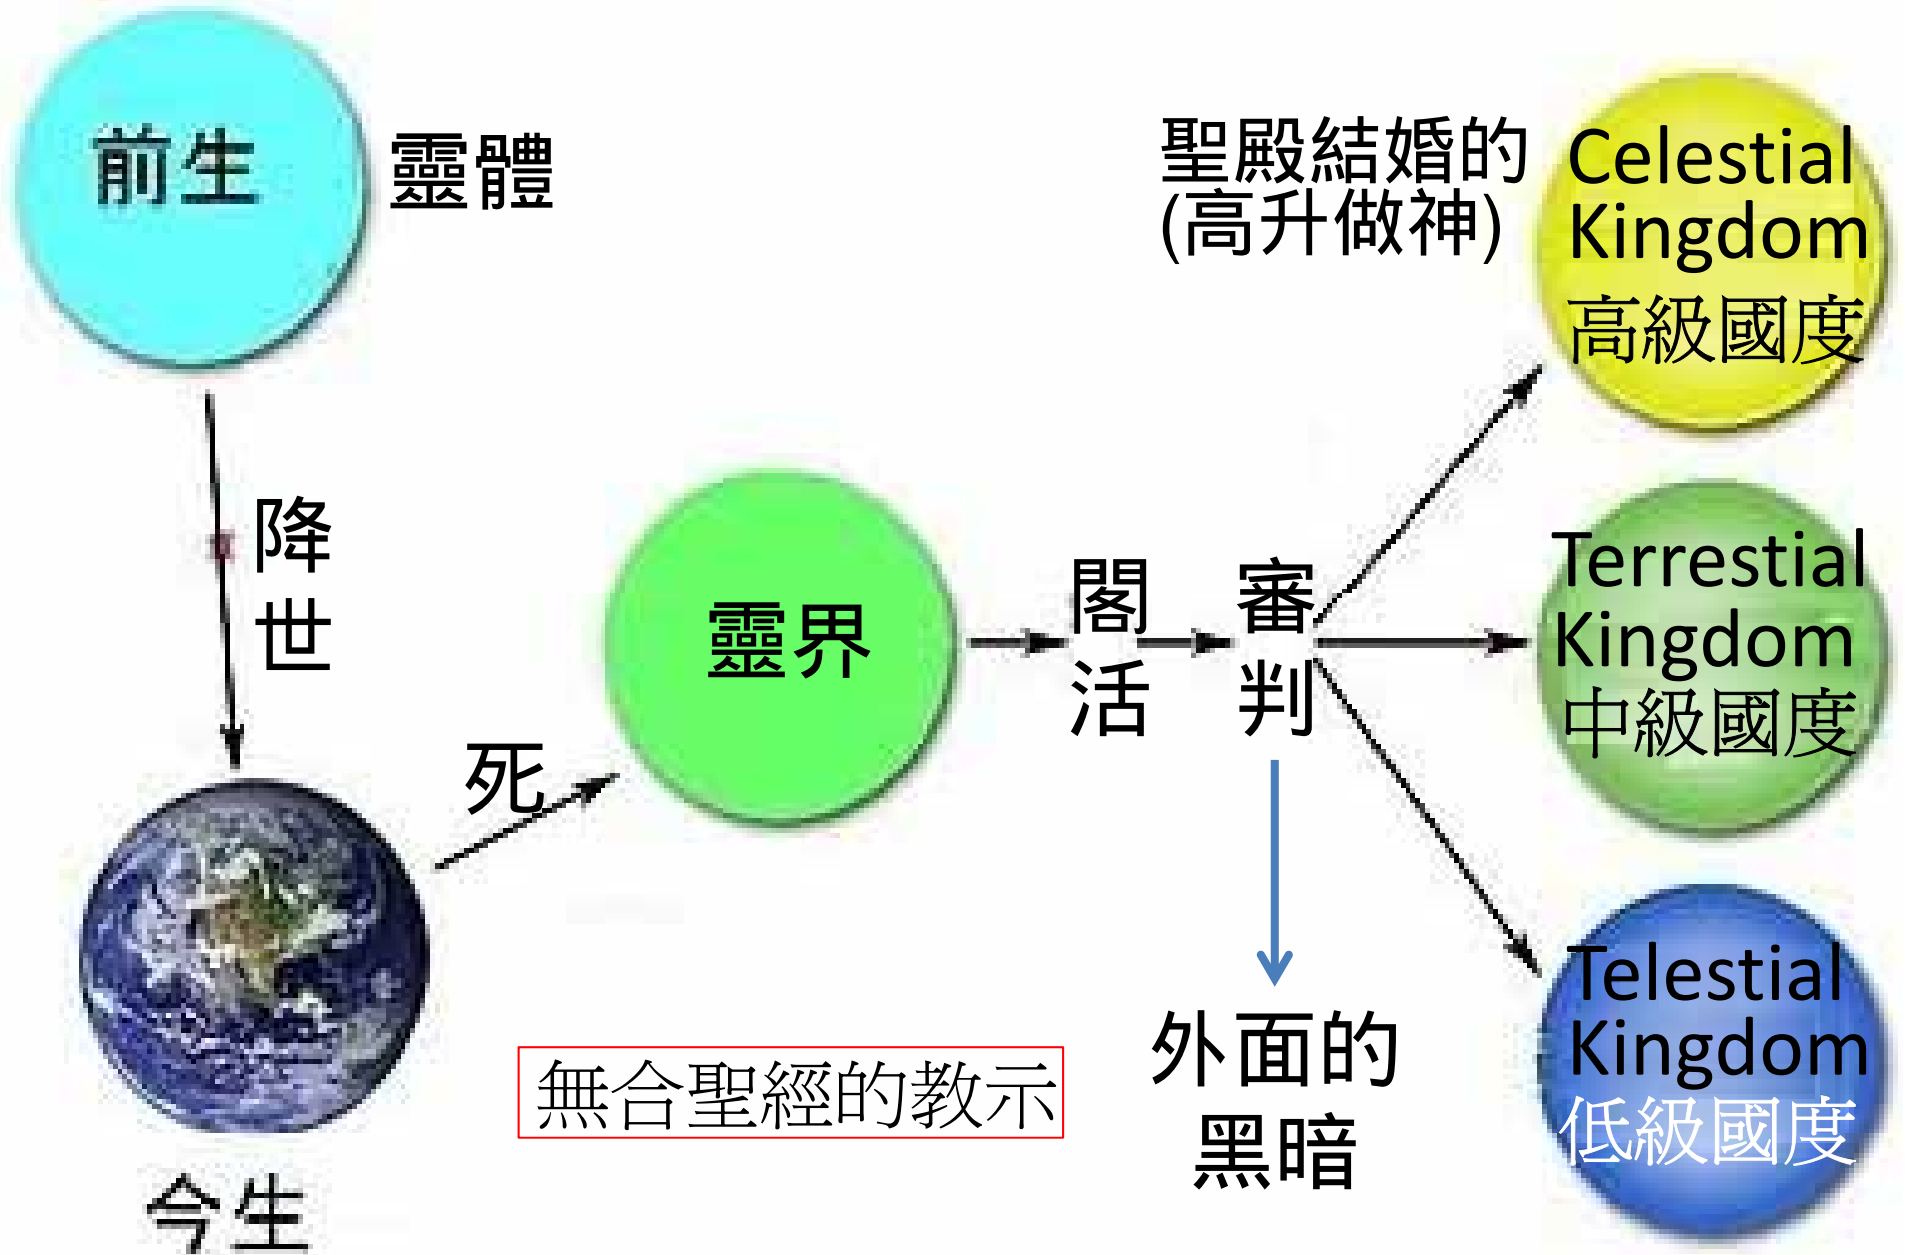 前生
靈體
降
世
今生
死
靈界
閣
活
審
判
聖殿結婚的
(高升做神)
Celestial
Kingdom
高級國度
Terrestial
Kingdom
中級國度
Telestial
Kingdom
低級國度
外面的
黑暗
無合聖經的教示